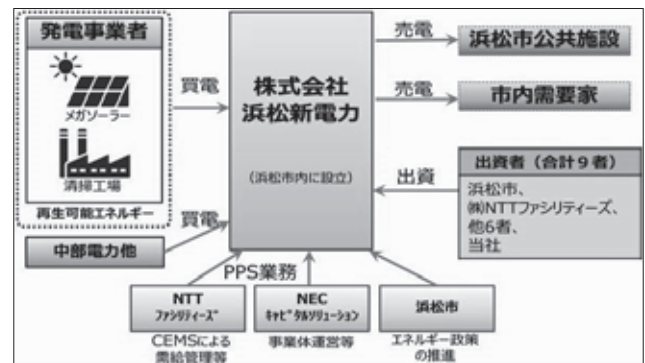 発電事業者
メガソーラー
清掃工場
再生可能エネルギー
中部電力他
買電
買電
株式会社
浜松新電力
(浜松市内に設立)
売電
浜松市公共施設
売電
市内需要家
出資
出資者(合計9者)
浜松市、
㈱NTTファシリティーズ、
他6者、
当社
PPS業務
NTT
ファシリティーズ
CEMSによる
需給管理等
NEC
キャピタルソリューション
事業体運営等
浜松市
エネルギー政策
の推進